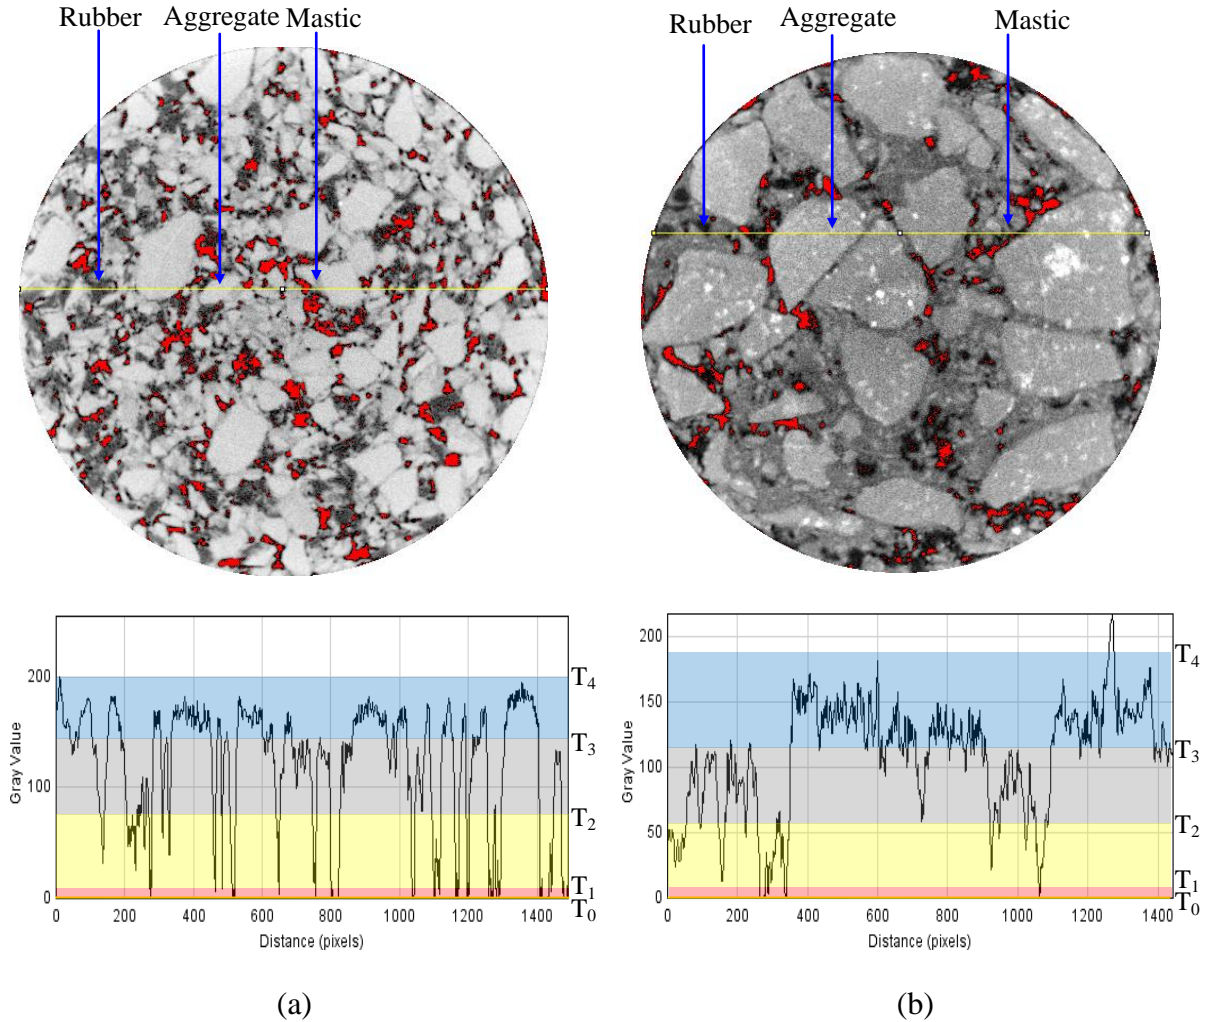 Rubber Aggregate Mastic
Rubber Aggregate Mastic
200
100
0
Gray Value
0 200 400 600 800 1000 1200 1400
Distance (pixels)
T4
T3
T2
T1
T0
200
150
100
50
0
Gray Value
0 200 400 600 800 1000 1200 1400
Distance (pixels)
T4
T3
T2
T1
T0
(a)
(b)